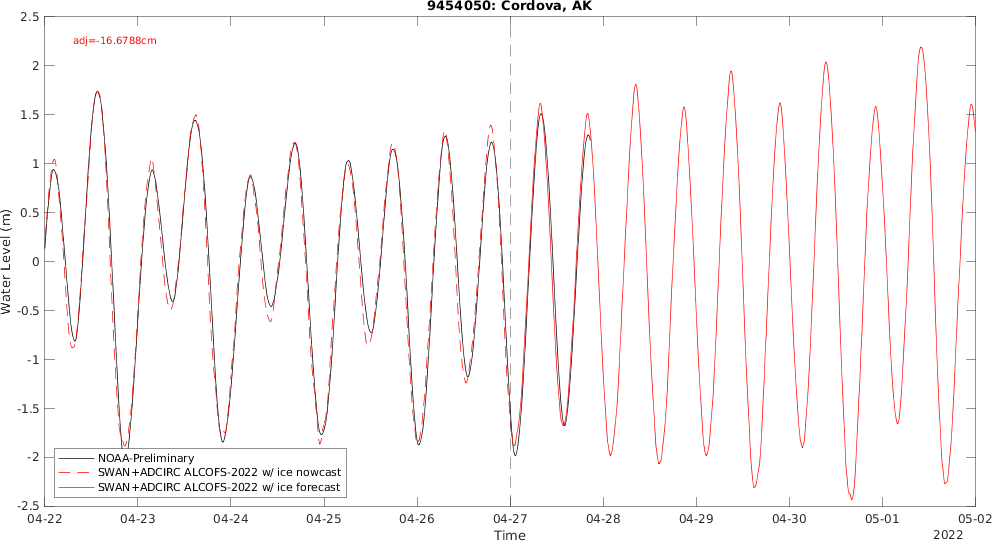 9454050: Cordova, AK
adj=-16.6788cm
2.5
2
1.5
1
0.5
0
-0.5
-1
-1.5
-2
-2.5
Water Level (m)
NOAA-Preliminary
SWAN+ADCIRC ALCOFS-2022 w/ ice nowcast
SWAN+ADCIRC ALCOFS-2022 w/ ice forecast
04-22 04-23 04-24 04-25 04-26 04-27 04-28 04-29 04-30 05-01 05-02
Time
2022